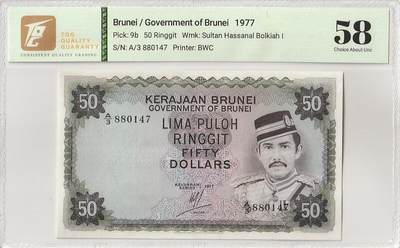 TQG
TQG
QUALITY
GUARANTY
CONSISTENT QUALITY GRADING
Brunei / Government of Brunei 1977
Pick: 9b 50 Ringgit Wmk: Sultan Hassanal Bolkiah I
S/N: A/3 880147 Printer: BWC
58
Choice About Unc
50
KERAJAAN BRUNEI
GOVERNMENT OF BRUNEI
50
A/3 880147
LIMA PULOH
RINGGIT
FIFTY
DOLLARS
1977
50
A/3 880147
50